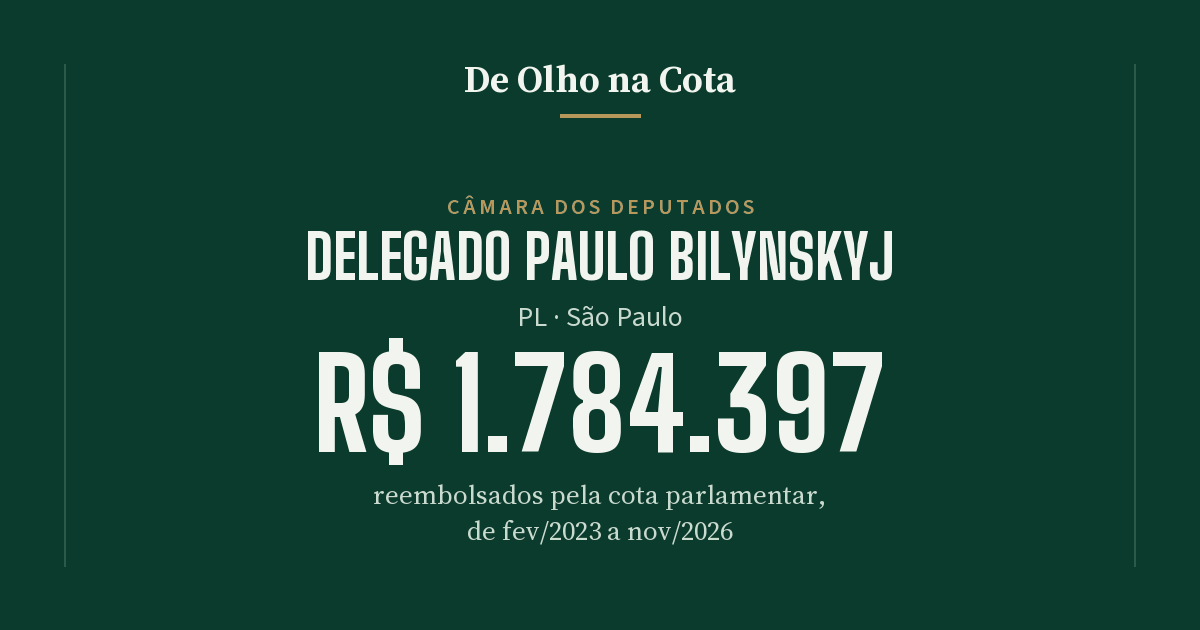 De Olho na Cota
CÂMARA DOS DEPUTADOS
DELEGADO PAULO BILYNSKYJ
PL · São Paulo
R$ 1.784.397
reembolsados pela cota parlamentar,
de fev/2023 a nov/2026